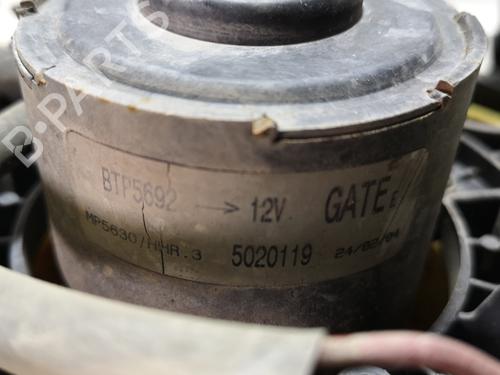 B-PARTS
BTP5692 → 12V. GATE E
MP5630/HHR.3 5020119 24/02/04